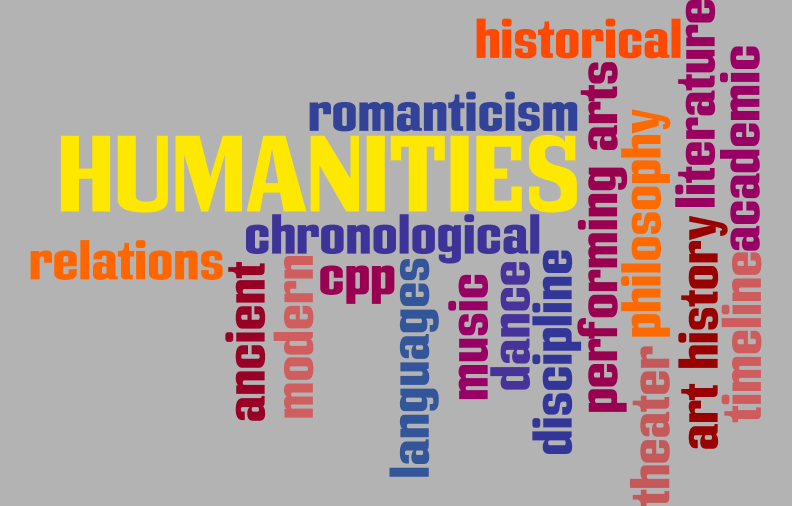 historical
romanticism
HUMANITIES
chronological
relations
cpp
ancient
modern
languages
music
dance
discipline
performing arts
philosophy
theater
literature
art history
academic
timeline